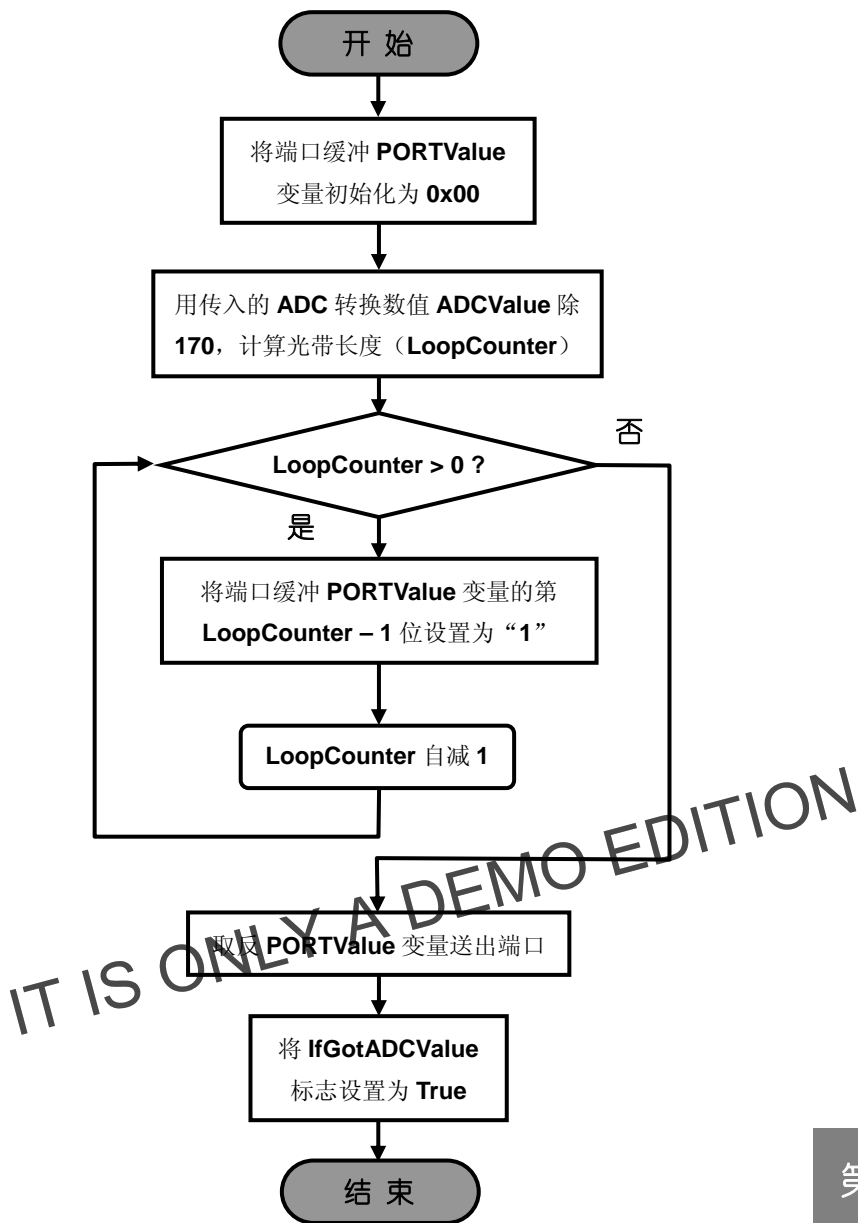 开 始
将端口缓冲 PORTValue
变量初始化为 0x00
用传入的 ADC 转换数值 ADCValue 除
170，计算光带长度（LoopCounter）
否
LoopCounter > 0 ?
是
将端口缓冲 PORTValue 变量的第
LoopCounter – 1 位设置为“1”
LoopCounter 自减 1
IT IS ONLY A DEMO EDITION
取反 PORTValue 变量送出端口
将 IfGotADCValue
标志设置为 True
结 束
第